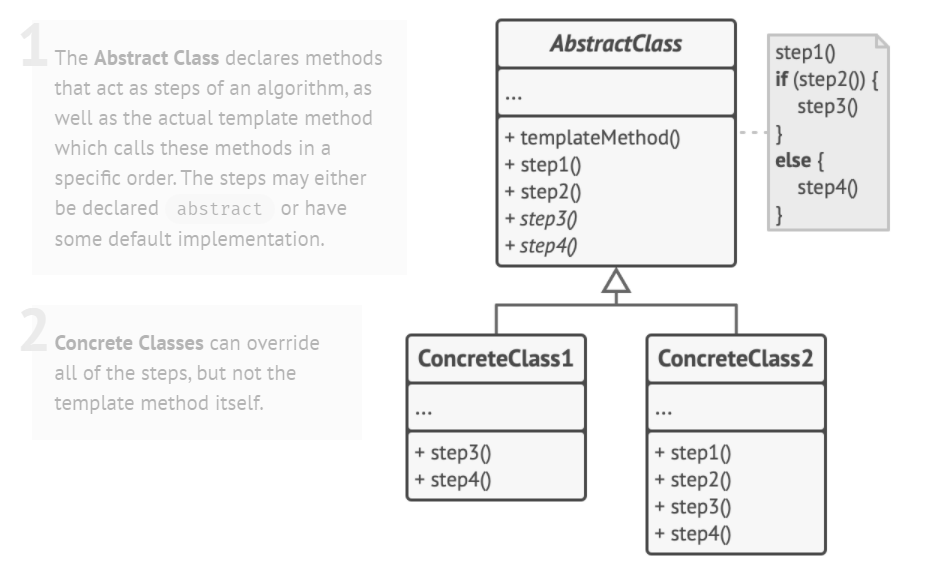 1
The Abstract Class declares methods
that act as steps of an algorithm, as
well as the actual template method
which calls these methods in a
specific order. The steps may either
be declared abstract or have
some default implementation.
2
Concrete Classes can override
all of the steps, but not the
template method itself.
AbstractClass
...
+ templateMethod()
+ step1()
+ step2()
+ step3()
+ step4()
step1()
if (step2()) {
step3()
}
else {
step4()
}
ConcreteClass1
...
+ step3()
+ step4()
ConcreteClass2
...
+ step1()
+ step2()
+ step3()
+ step4()